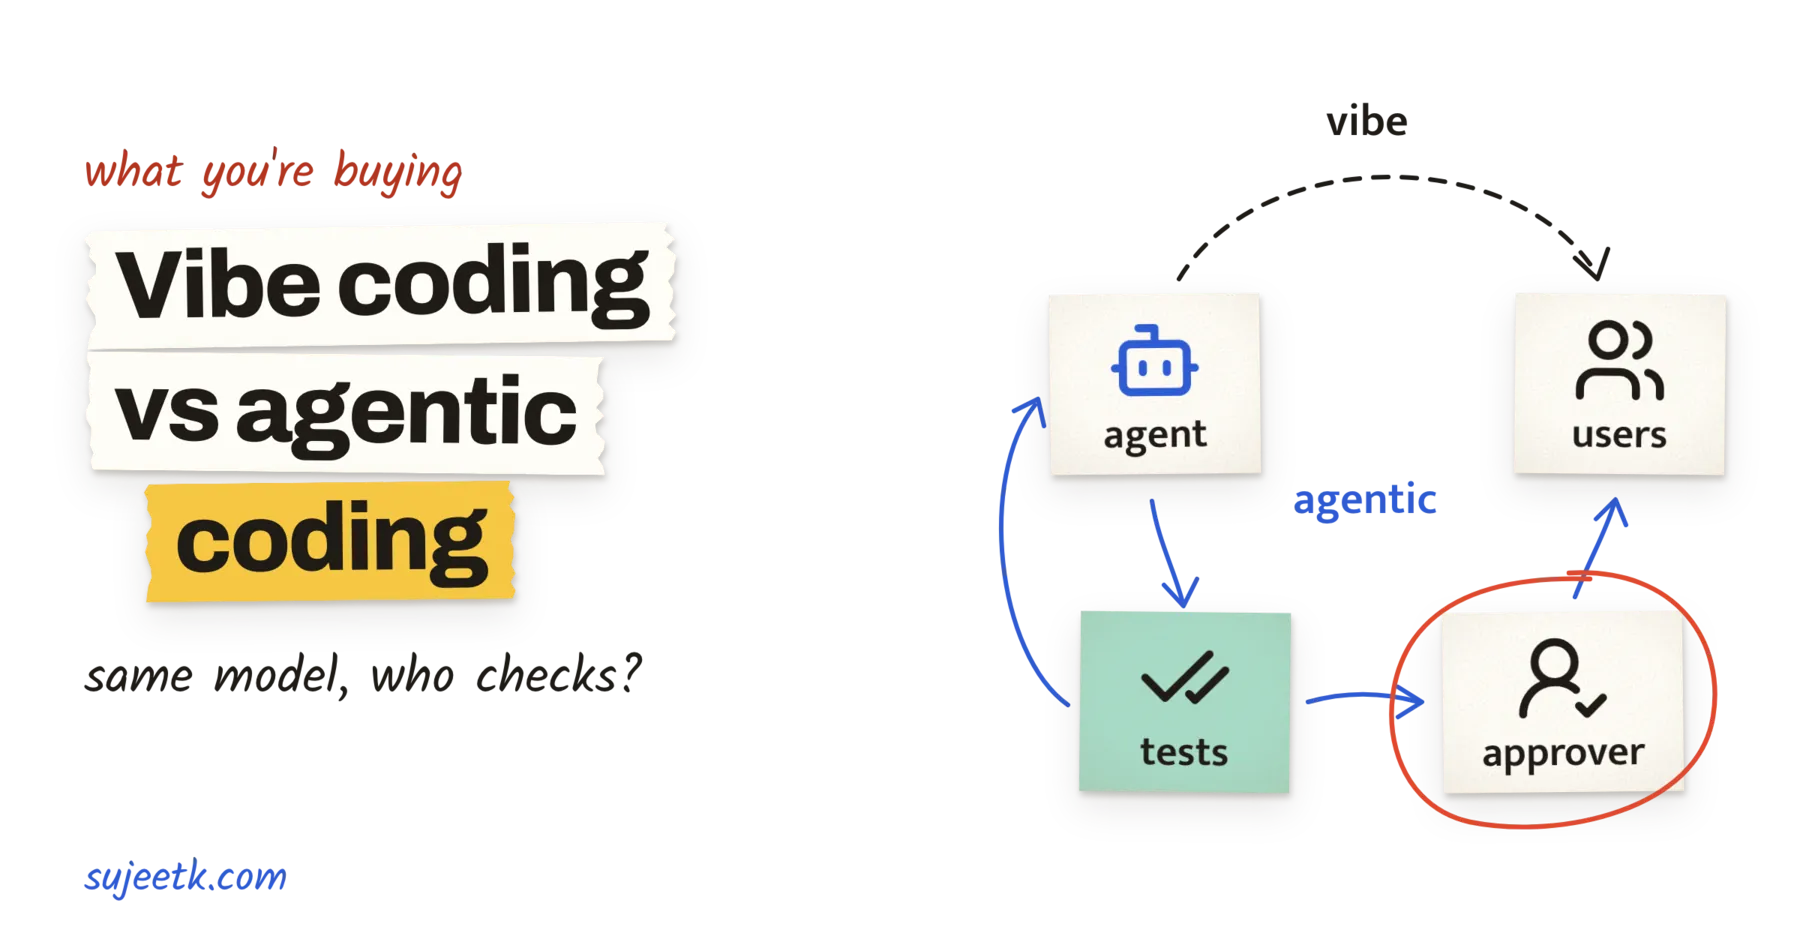 what you're buying
Vibe coding
vs agentic
coding
same model, who checks?
sujeetk.com
vibe
agent
users
agentic
tests
approver